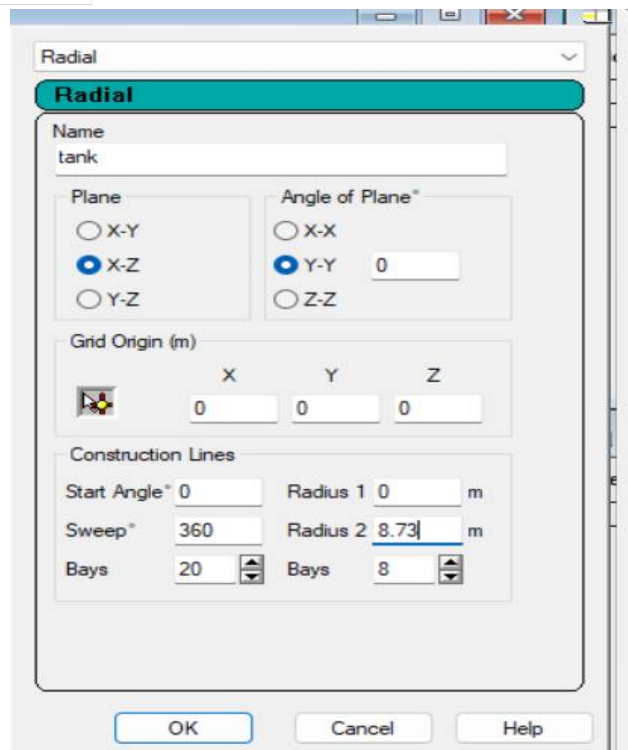 Radial
Radial
Name
tank
Plane
Angle of Plane°
X-Y
X-X
X-Z
Y-Y 0
Y-Z
Z-Z
Grid Origin (m)
X Y Z
0 0 0
Construction Lines
Start Angle° 0 Radius 1 0 m
Sweep° 360 Radius 2 8.73 m
Bays 20 Bays 8
OK Cancel Help